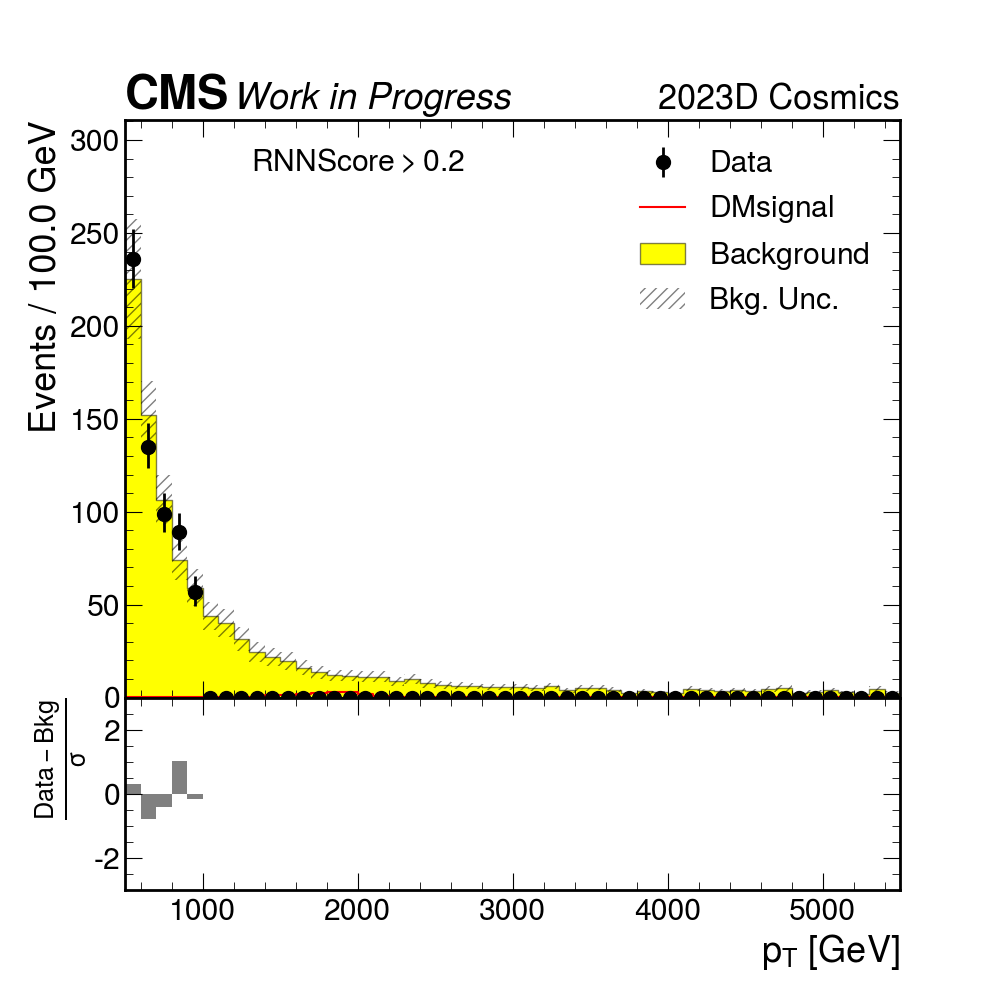 CMS Work in Progress 2023D Cosmics
RNNScore > 0.2
Data
DMsignal
Background
Bkg. Unc.
Events / 100.0 GeV
300
250
200
150
100
50
0
Data − Bkg
σ
2
0
-2
1000 2000 3000 4000 5000
pT [GeV]